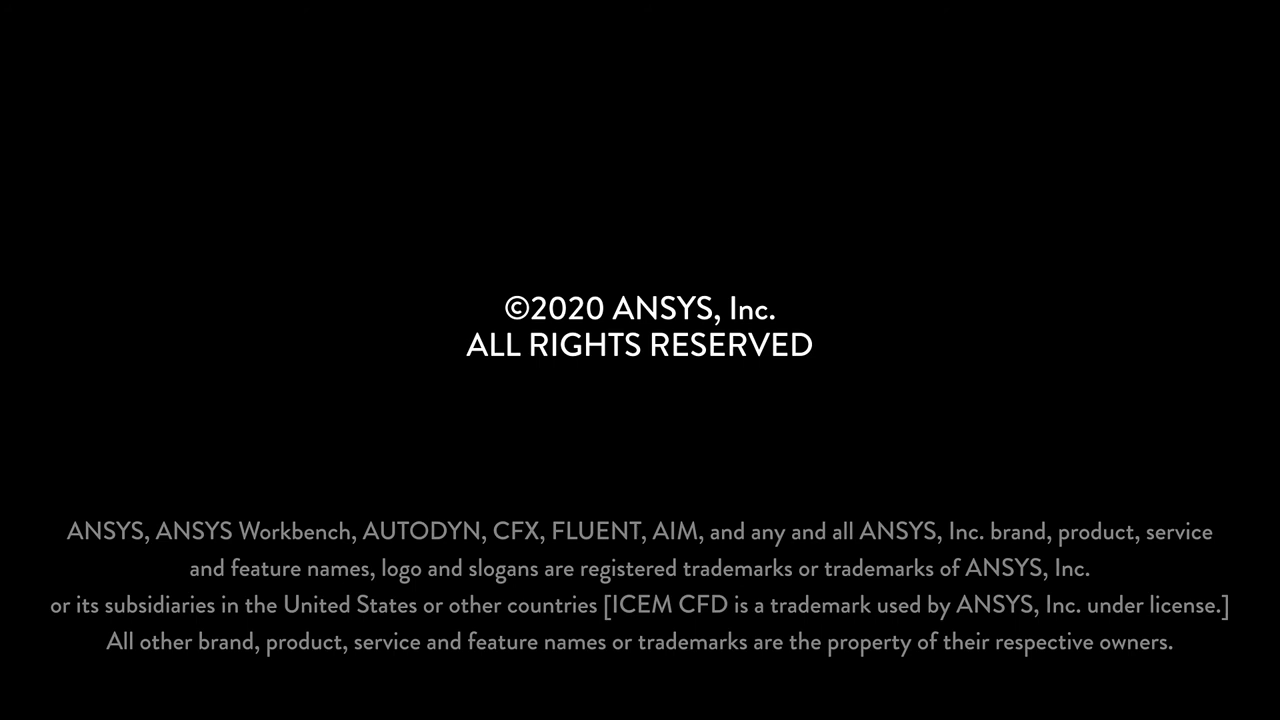 ©2020 ANSYS, Inc.
ALL RIGHTS RESERVED
ANSYS, ANSYS Workbench, AUTODYN, CFX, FLUENT, AIM, and any and all ANSYS, Inc. brand, product, service
and feature names, logo and slogans are registered trademarks or trademarks of ANSYS, Inc.
or its subsidiaries in the United States or other countries [ICEM CFD is a trademark used by ANSYS, Inc. under license.]
All other brand, product, service and feature names or trademarks are the property of their respective owners.